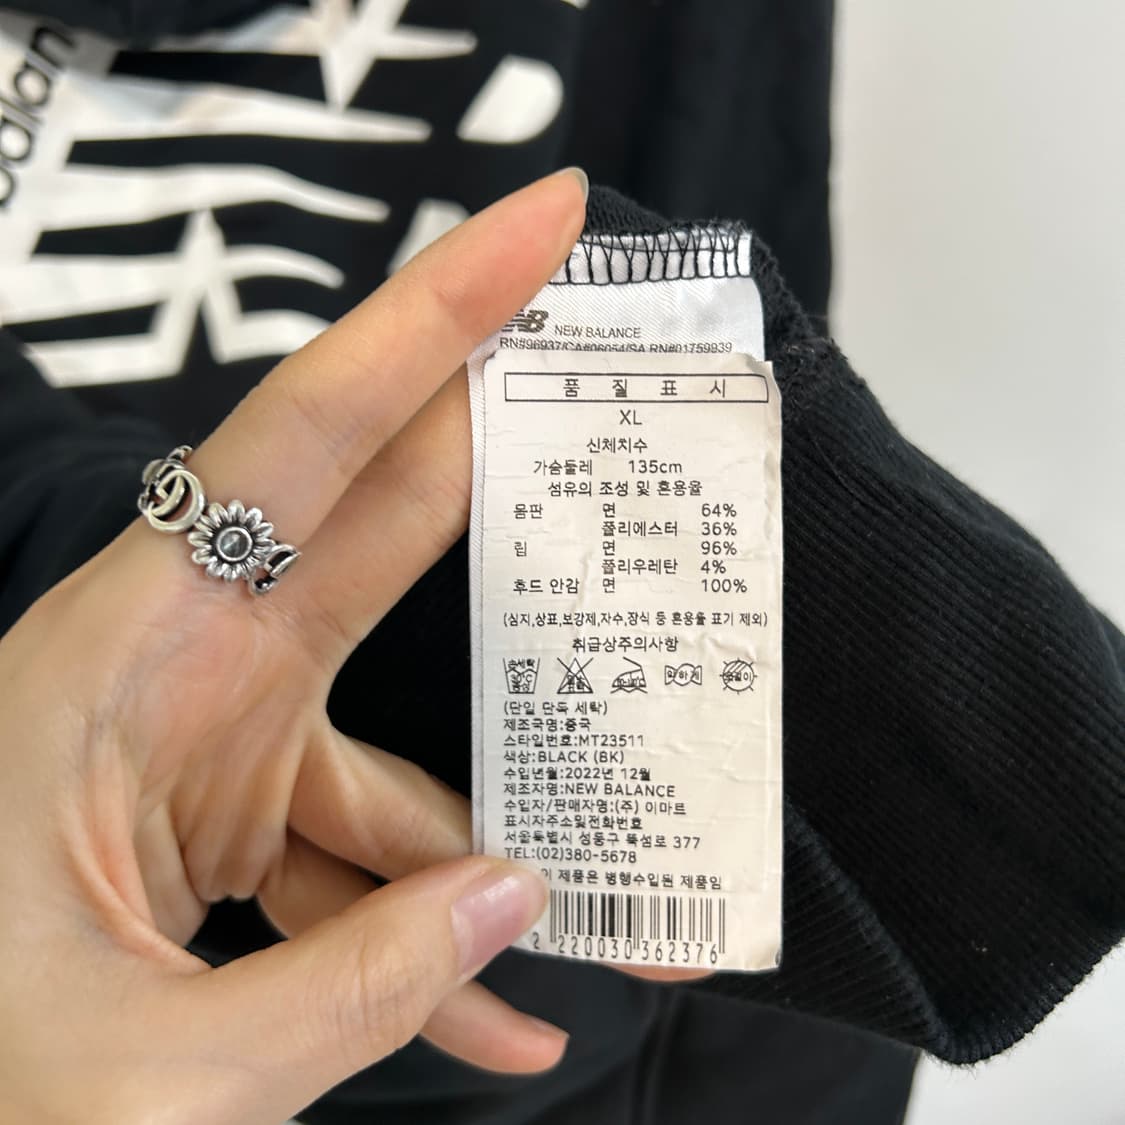 balan
NEW BALANCE
RN#96937/CA#06054/SA RN#01759939
품 질 표 시
XL
신체치수
가슴둘레 135cm
섬유의 조성 및 혼용율
몸판 면 64%
폴리에스터 36%
립 면 96%
폴리우레탄 4%
후드 안감 면 100%
(심지,상표,보강제,자수,장식 등 혼용율 표기 제외)
취급상주의사항
약하게
(단일 단독 세탁)
제조국명:중국
스타일번호:MT23511
색상:BLACK (BK)
수입년월:2022년 12월
제조자명:NEW BALANCE
수입자/판매자명:(주) 이마트
표시자주소및전화번호
서울특별시 성동구 뚝섬로 377
TEL:(02)380-5678
이 제품은 병행수입된 제품임
2 220030 362376